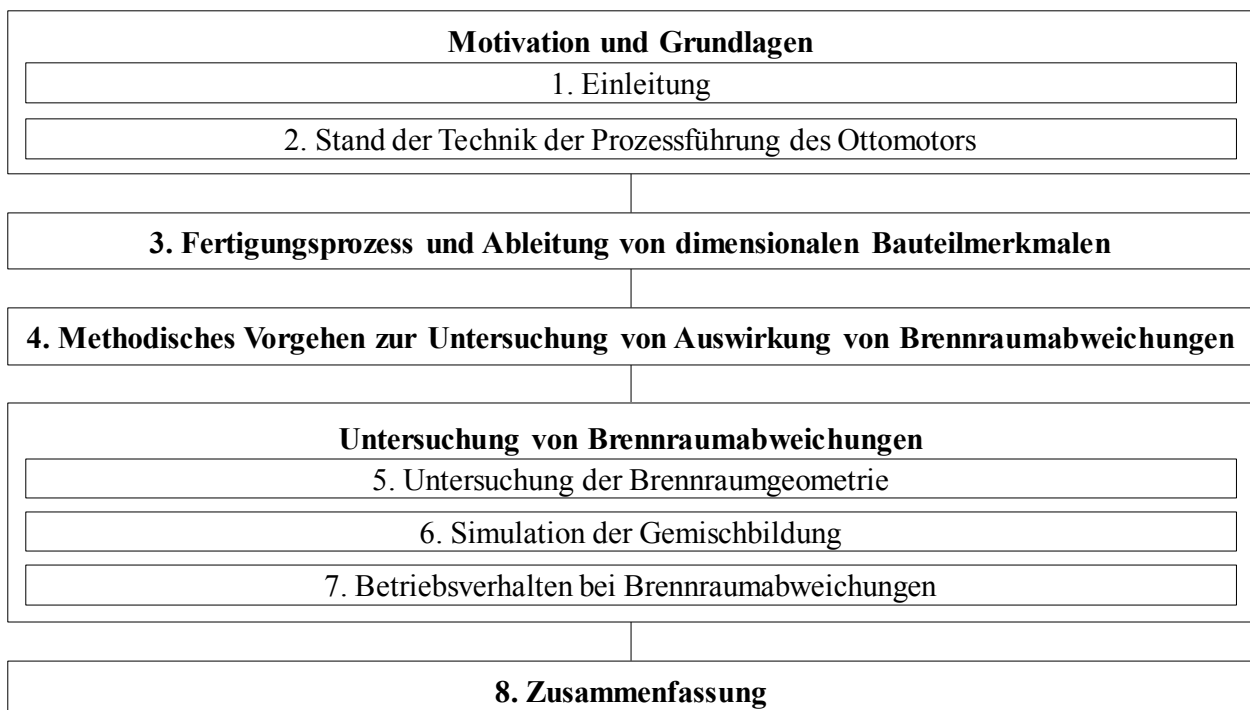 Motivation und Grundlagen
1. Einleitung
2. Stand der Technik der Prozessführung des Ottomotors
3. Fertigungsprozess und Ableitung von dimensionalen Bauteilmerkmalen
4. Methodisches Vorgehen zur Untersuchung von Auswirkung von Brennraumabweichungen
Untersuchung von Brennraumabweichungen
5. Untersuchung der Brennraumgeometrie
6. Simulation der Gemischbildung
7. Betriebsverhalten bei Brennraumabweichungen
8. Zusammenfassung